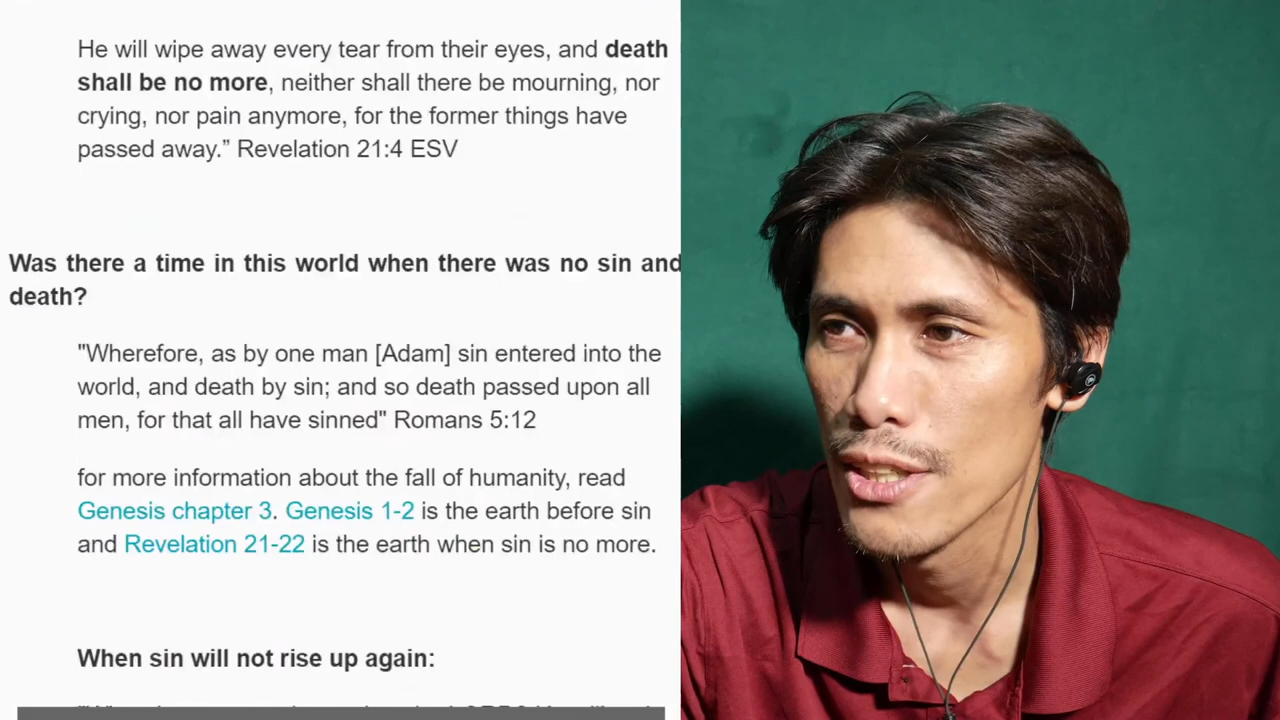 He will wipe away every tear from their eyes, and death
shall be no more, neither shall there be mourning, nor
crying, nor pain anymore, for the former things have
passed away.” Revelation 21:4 ESV
Was there a time in this world when there was no sin and
death?
"Wherefore, as by one man [Adam] sin entered into the
world, and death by sin; and so death passed upon all
men, for that all have sinned" Romans 5:12
for more information about the fall of humanity, read
Genesis chapter 3. Genesis 1-2 is the earth before sin
and Revelation 21-22 is the earth when sin is no more.
When sin will not rise up again: